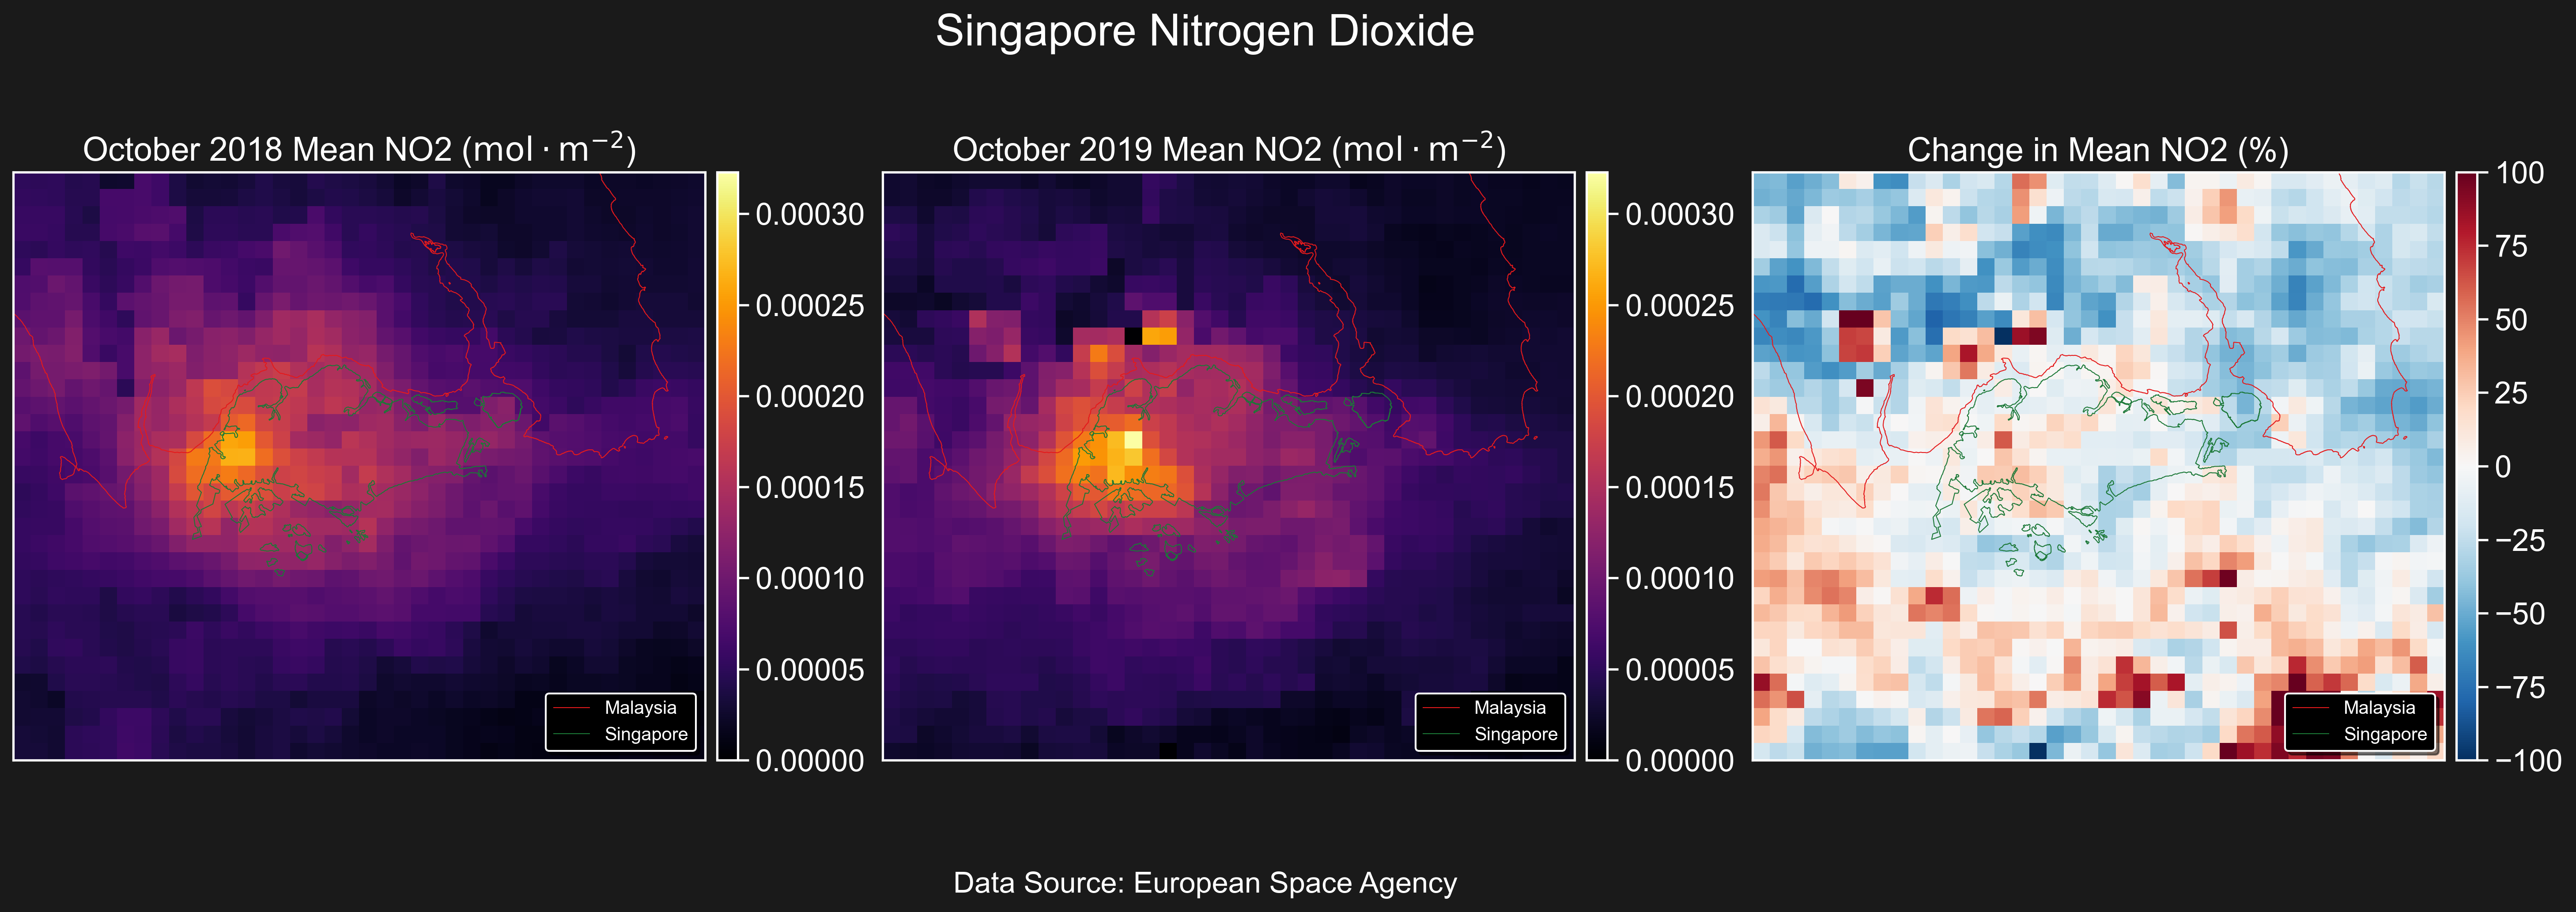 Singapore Nitrogen Dioxide
October 2018 Mean NO2 (mol · m⁻²)
0.00030
0.00025
0.00020
0.00015
0.00010
0.00005
0.00000
Malaysia
Singapore
October 2019 Mean NO2 (mol · m⁻²)
0.00030
0.00025
0.00020
0.00015
0.00010
0.00005
0.00000
Malaysia
Singapore
Change in Mean NO2 (%)
100
75
50
25
0
−25
−50
−75
−100
Malaysia
Singapore
Data Source: European Space Agency